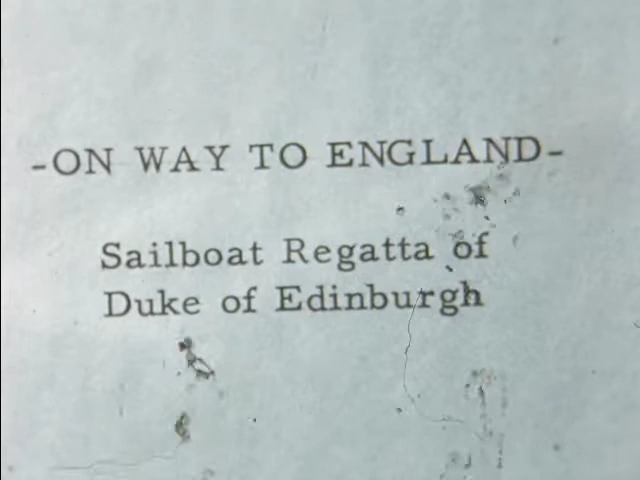 -ON WAY TO ENGLAND-
Sailboat Regatta of
Duke of Edinburgh